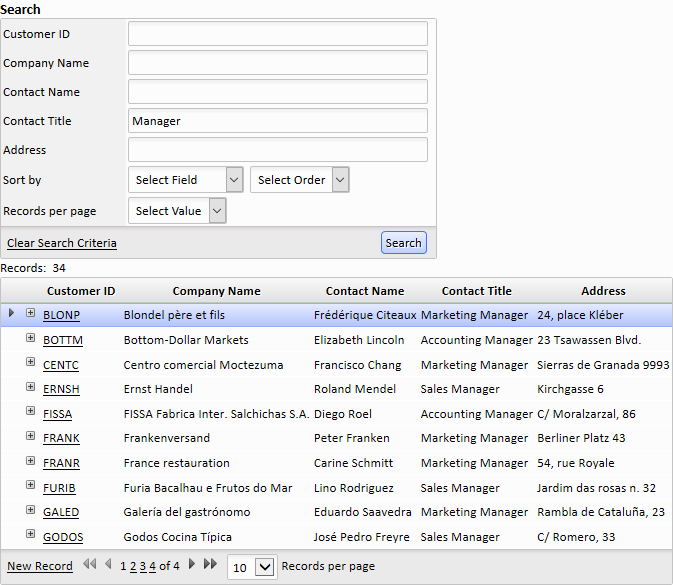 Search
Customer ID
Company Name
Contact Name
Contact Title Manager
Address
Sort by Select Field Select Order
Records per page Select Value
Clear Search Criteria Search
Records: 34
Customer ID Company Name Contact Name Contact Title Address
BLONP Blondel père et fils Frédérique Citeaux Marketing Manager 24, place Kléber
BOTTM Bottom-Dollar Markets Elizabeth Lincoln Accounting Manager 23 Tsawassen Blvd.
CENTC Centro comercial Moctezuma Francisco Chang Marketing Manager Sierras de Granada 9993
ERNSH Ernst Handel Roland Mendel Sales Manager Kirchgasse 6
FISSA FISSA Fabrica Inter. Salchichas S.A. Diego Roel Accounting Manager C/ Moralzarzal, 86
FRANK Frankenversand Peter Franken Marketing Manager Berliner Platz 43
FRANR France restauration Carine Schmitt Marketing Manager 54, rue Royale
FURIB Furia Bacalhau e Frutos do Mar Lino Rodriguez Sales Manager Jardim das rosas n. 32
GALED Galería del gastrónomo Eduardo Saavedra Marketing Manager Rambla de Cataluña, 23
GODOS Godos Cocina Típica José Pedro Freyre Sales Manager C/ Romero, 33
New Record 1 2 3 4 of 4 10 Records per page